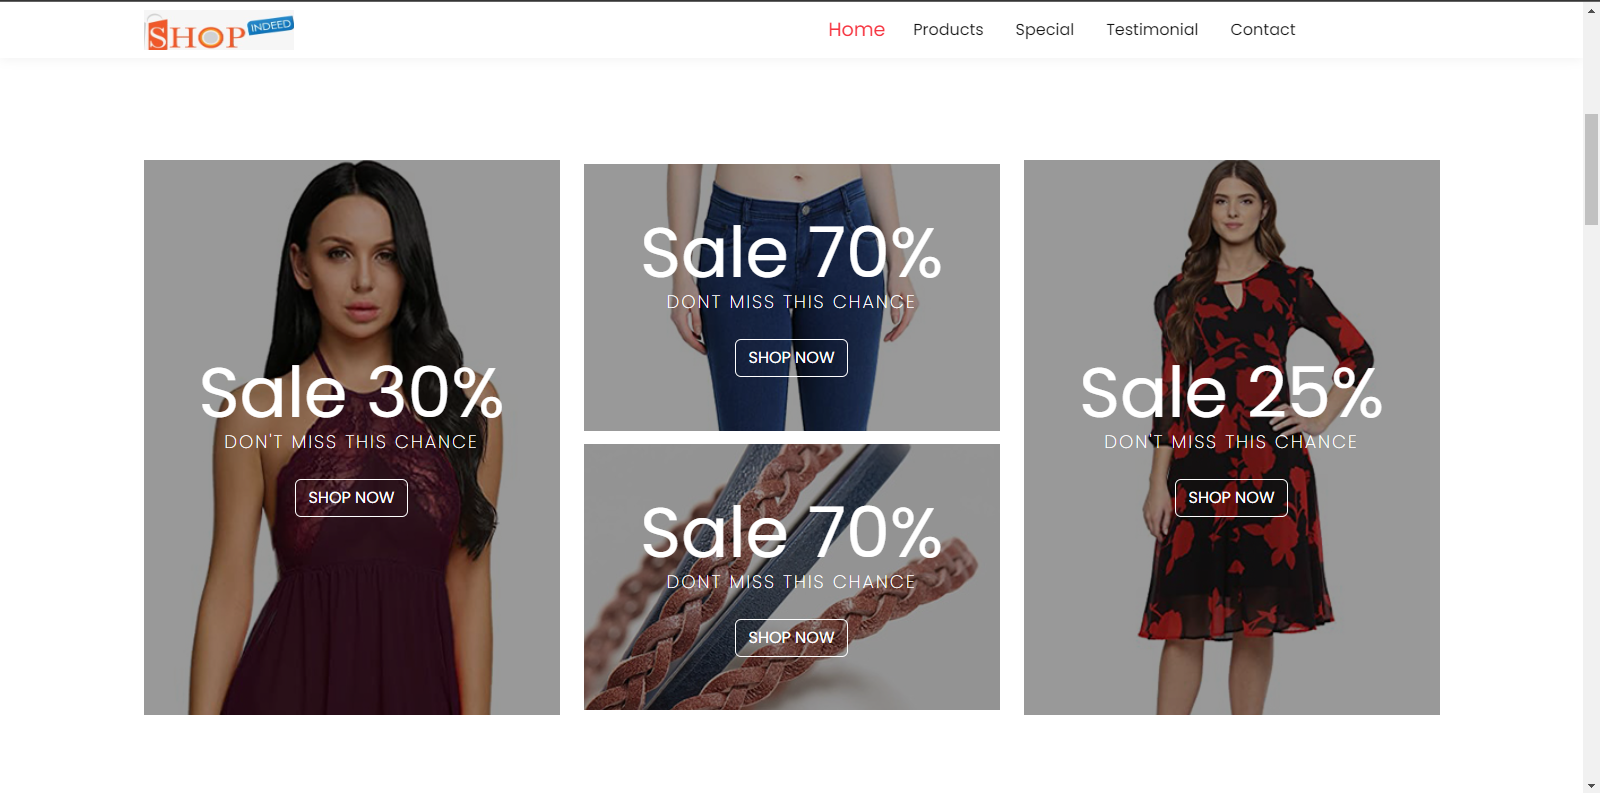 SHOP INDEED
Home Products Special Testimonial Contact
Sale 30%
DON'T MISS THIS CHANCE
SHOP NOW
Sale 70%
DONT MISS THIS CHANCE
SHOP NOW
Sale 70%
DONT MISS THIS CHANCE
SHOP NOW
Sale 25%
DON'T MISS THIS CHANCE
SHOP NOW